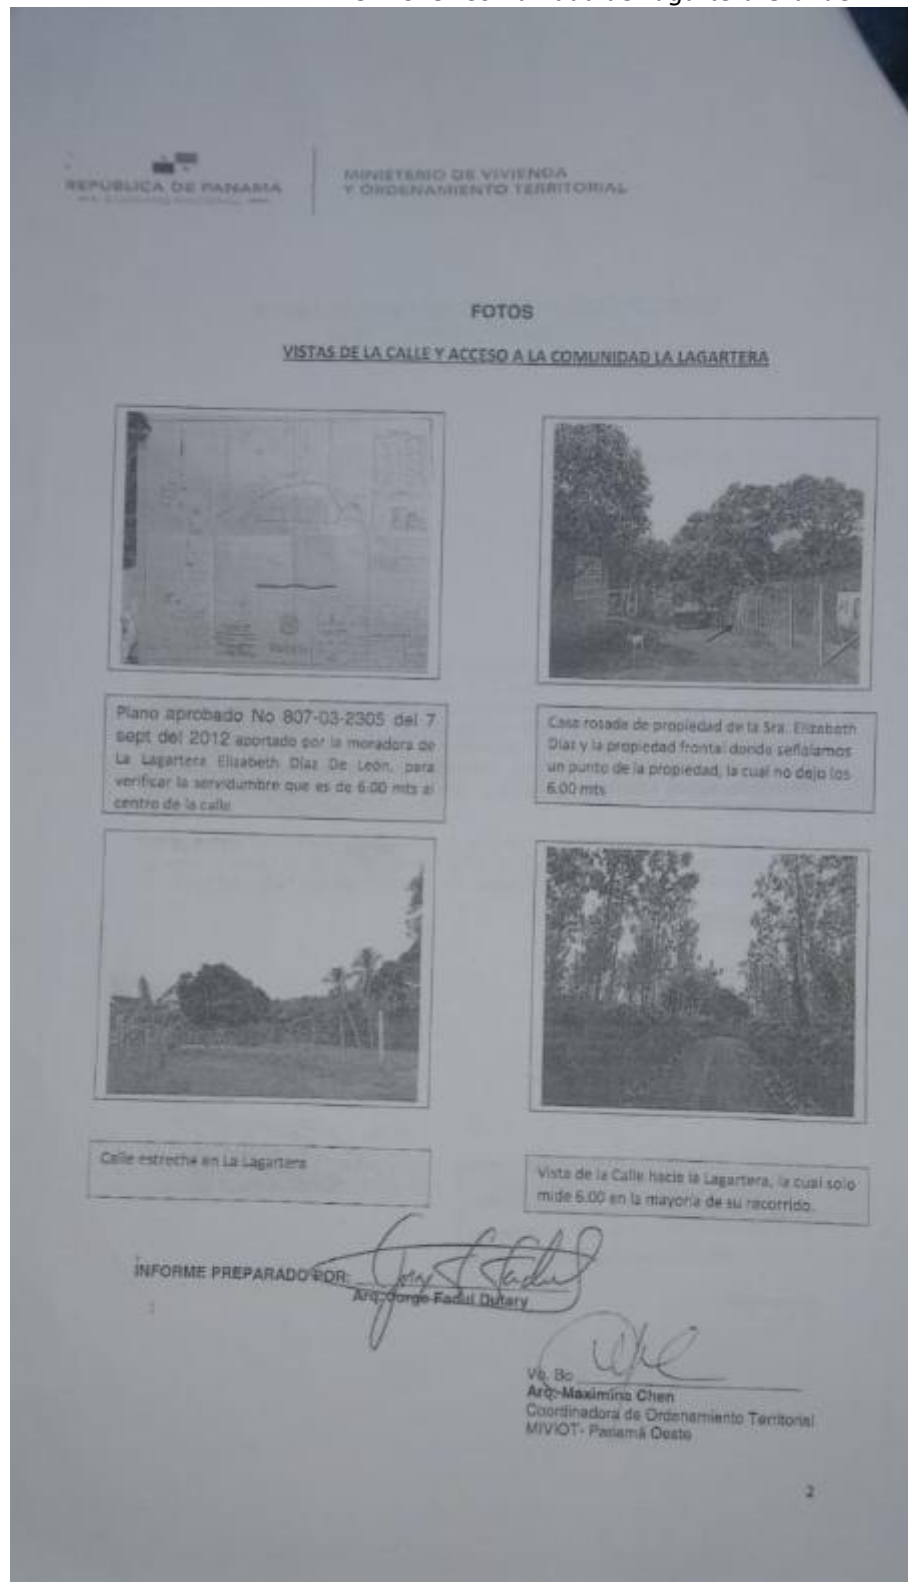 REPÚBLICA DE PANAMÁ
MINISTERIO DE VIVIENDA
Y ORDENAMIENTO TERRITORIAL
FOTOS
VISTAS DE LA CALLE Y ACCESO A LA COMUNIDAD LA LAGARTERA
Plano aprobado No 807-03-2305 del 7
sept del 2012 aportado por la moradora de
La Lagartera Elizabeth Díaz De León, para
verificar la servidumbre que es de 6.00 mts al
centro de la calle
Casa rosada de propiedad de la Sra. Elizabeth
Díaz y la propiedad frontal donde señalamos
un punto de la propiedad, la cual no dejo los
6.00 mts
Calle estrecha en La Lagartera
Vista de la Calle hacia la Lagartera, la cual solo
mide 6.00 en la mayoría de su recorrido.
INFORME PREPARADO POR:
Arq. Jorge Fadul Dutary
Vo. Bo
Arq. Maximina Chen
Coordinadora de Ordenamiento Territorial
MIVIOT- Panamá Oeste
2